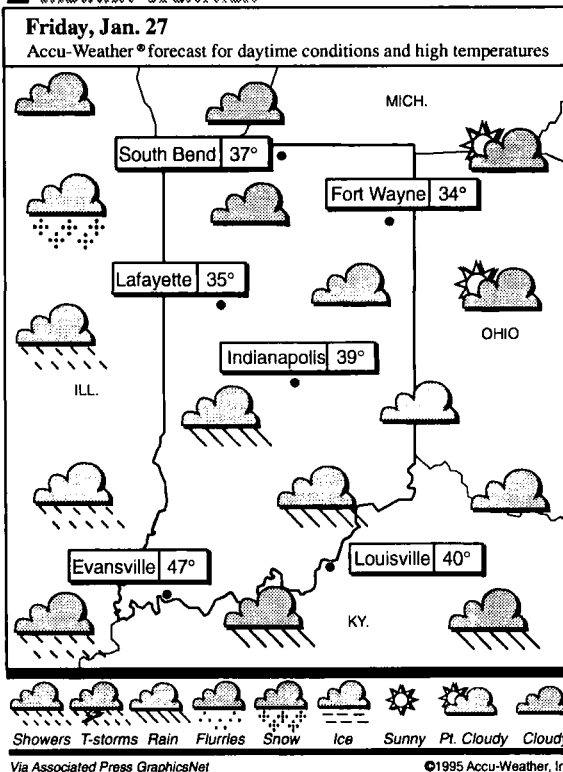 Friday, Jan. 27
Accu-Weather® forecast for daytime conditions and high temperatures
MICH.
South Bend 37°
Fort Wayne 34°
Lafayette 35°
OHIO
Indianapolis 39°
ILL.
Evansville 47°
Louisville 40°
KY.
Showers T-storms Rain Flurries Snow Ice Sunny Pt. Cloudy Cloudy
Via Associated Press GraphicsNet
©1995 Accu-Weather,